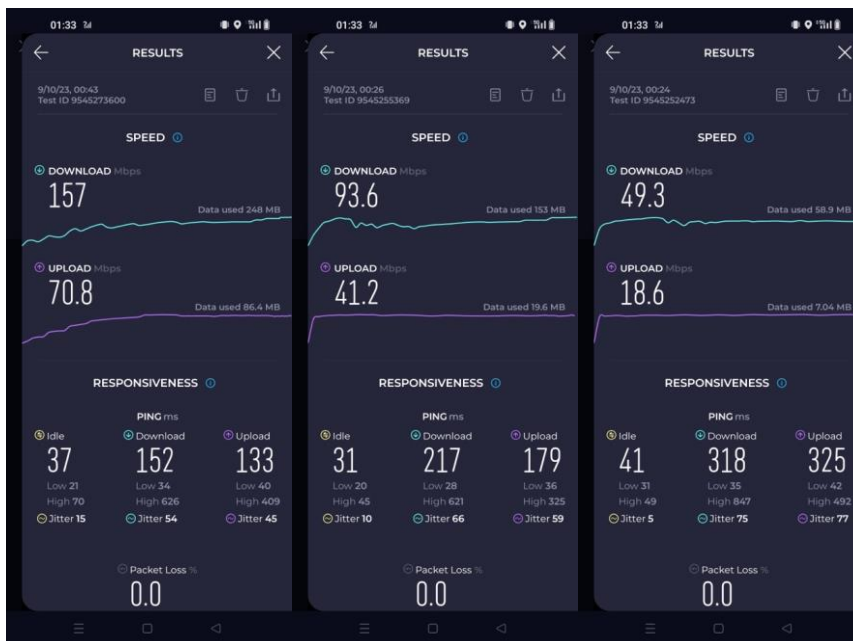 01:33
RESULTS
9/10/23, 00:43
Test ID 9545273600
SPEED
DOWNLOAD Mbps
157
Data used 248 MB
UPLOAD Mbps
70.8
Data used 86.4 MB
RESPONSIVENESS
PING ms
Idle Download Upload
37 152 133
Low 21 Low 34 Low 40
High 70 High 626 High 409
Jitter 15 Jitter 54 Jitter 45
Packet Loss %
0.0
01:33
RESULTS
9/10/23, 00:26
Test ID 9545255369
SPEED
DOWNLOAD Mbps
93.6
Data used 153 MB
UPLOAD Mbps
41.2
Data used 19.6 MB
RESPONSIVENESS
PING ms
Idle Download Upload
31 217 179
Low 20 Low 28 Low 36
High 45 High 621 High 325
Jitter 10 Jitter 66 Jitter 59
Packet Loss %
0.0
01:33
RESULTS
9/10/23, 00:24
Test ID 9545252473
SPEED
DOWNLOAD Mbps
49.3
Data used 58.9 MB
UPLOAD Mbps
18.6
Data used 7.04 MB
RESPONSIVENESS
PING ms
Idle Download Upload
41 318 325
Low 31 Low 35 Low 42
High 49 High 847 High 492
Jitter 5 Jitter 75 Jitter 77
Packet Loss %
0.0